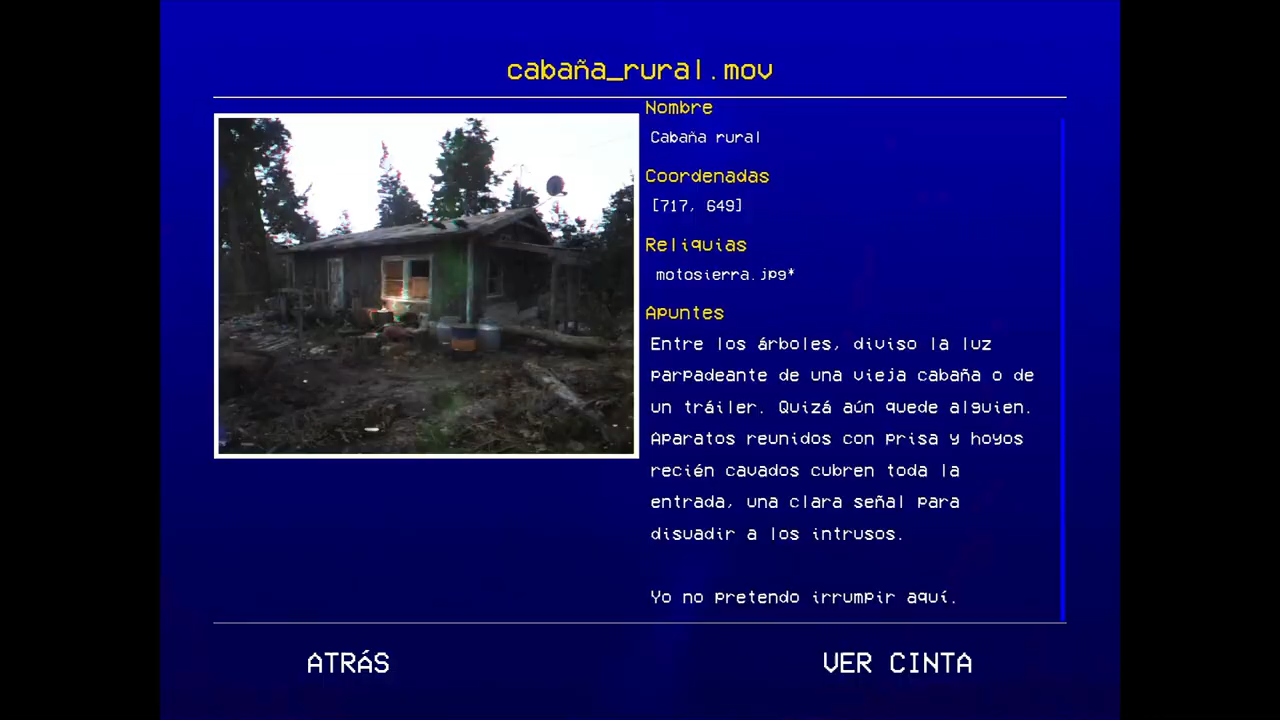 cabaña_rural.mov
Nombre
Cabaña rural
Coordenadas
[717, 649]
Reliquias
motosierra.jpg*
Apuntes
Entre los árboles, diviso la luz
parpadeante de una vieja cabaña o de
un tráiler. Quizá aún quede alguien.
Aparatos reunidos con prisa y hoyos
recién cavados cubren toda la
entrada, una clara señal para
disuadir a los intrusos.
Yo no pretendo irrumpir aquí.
ATRÁS
VER CINTA